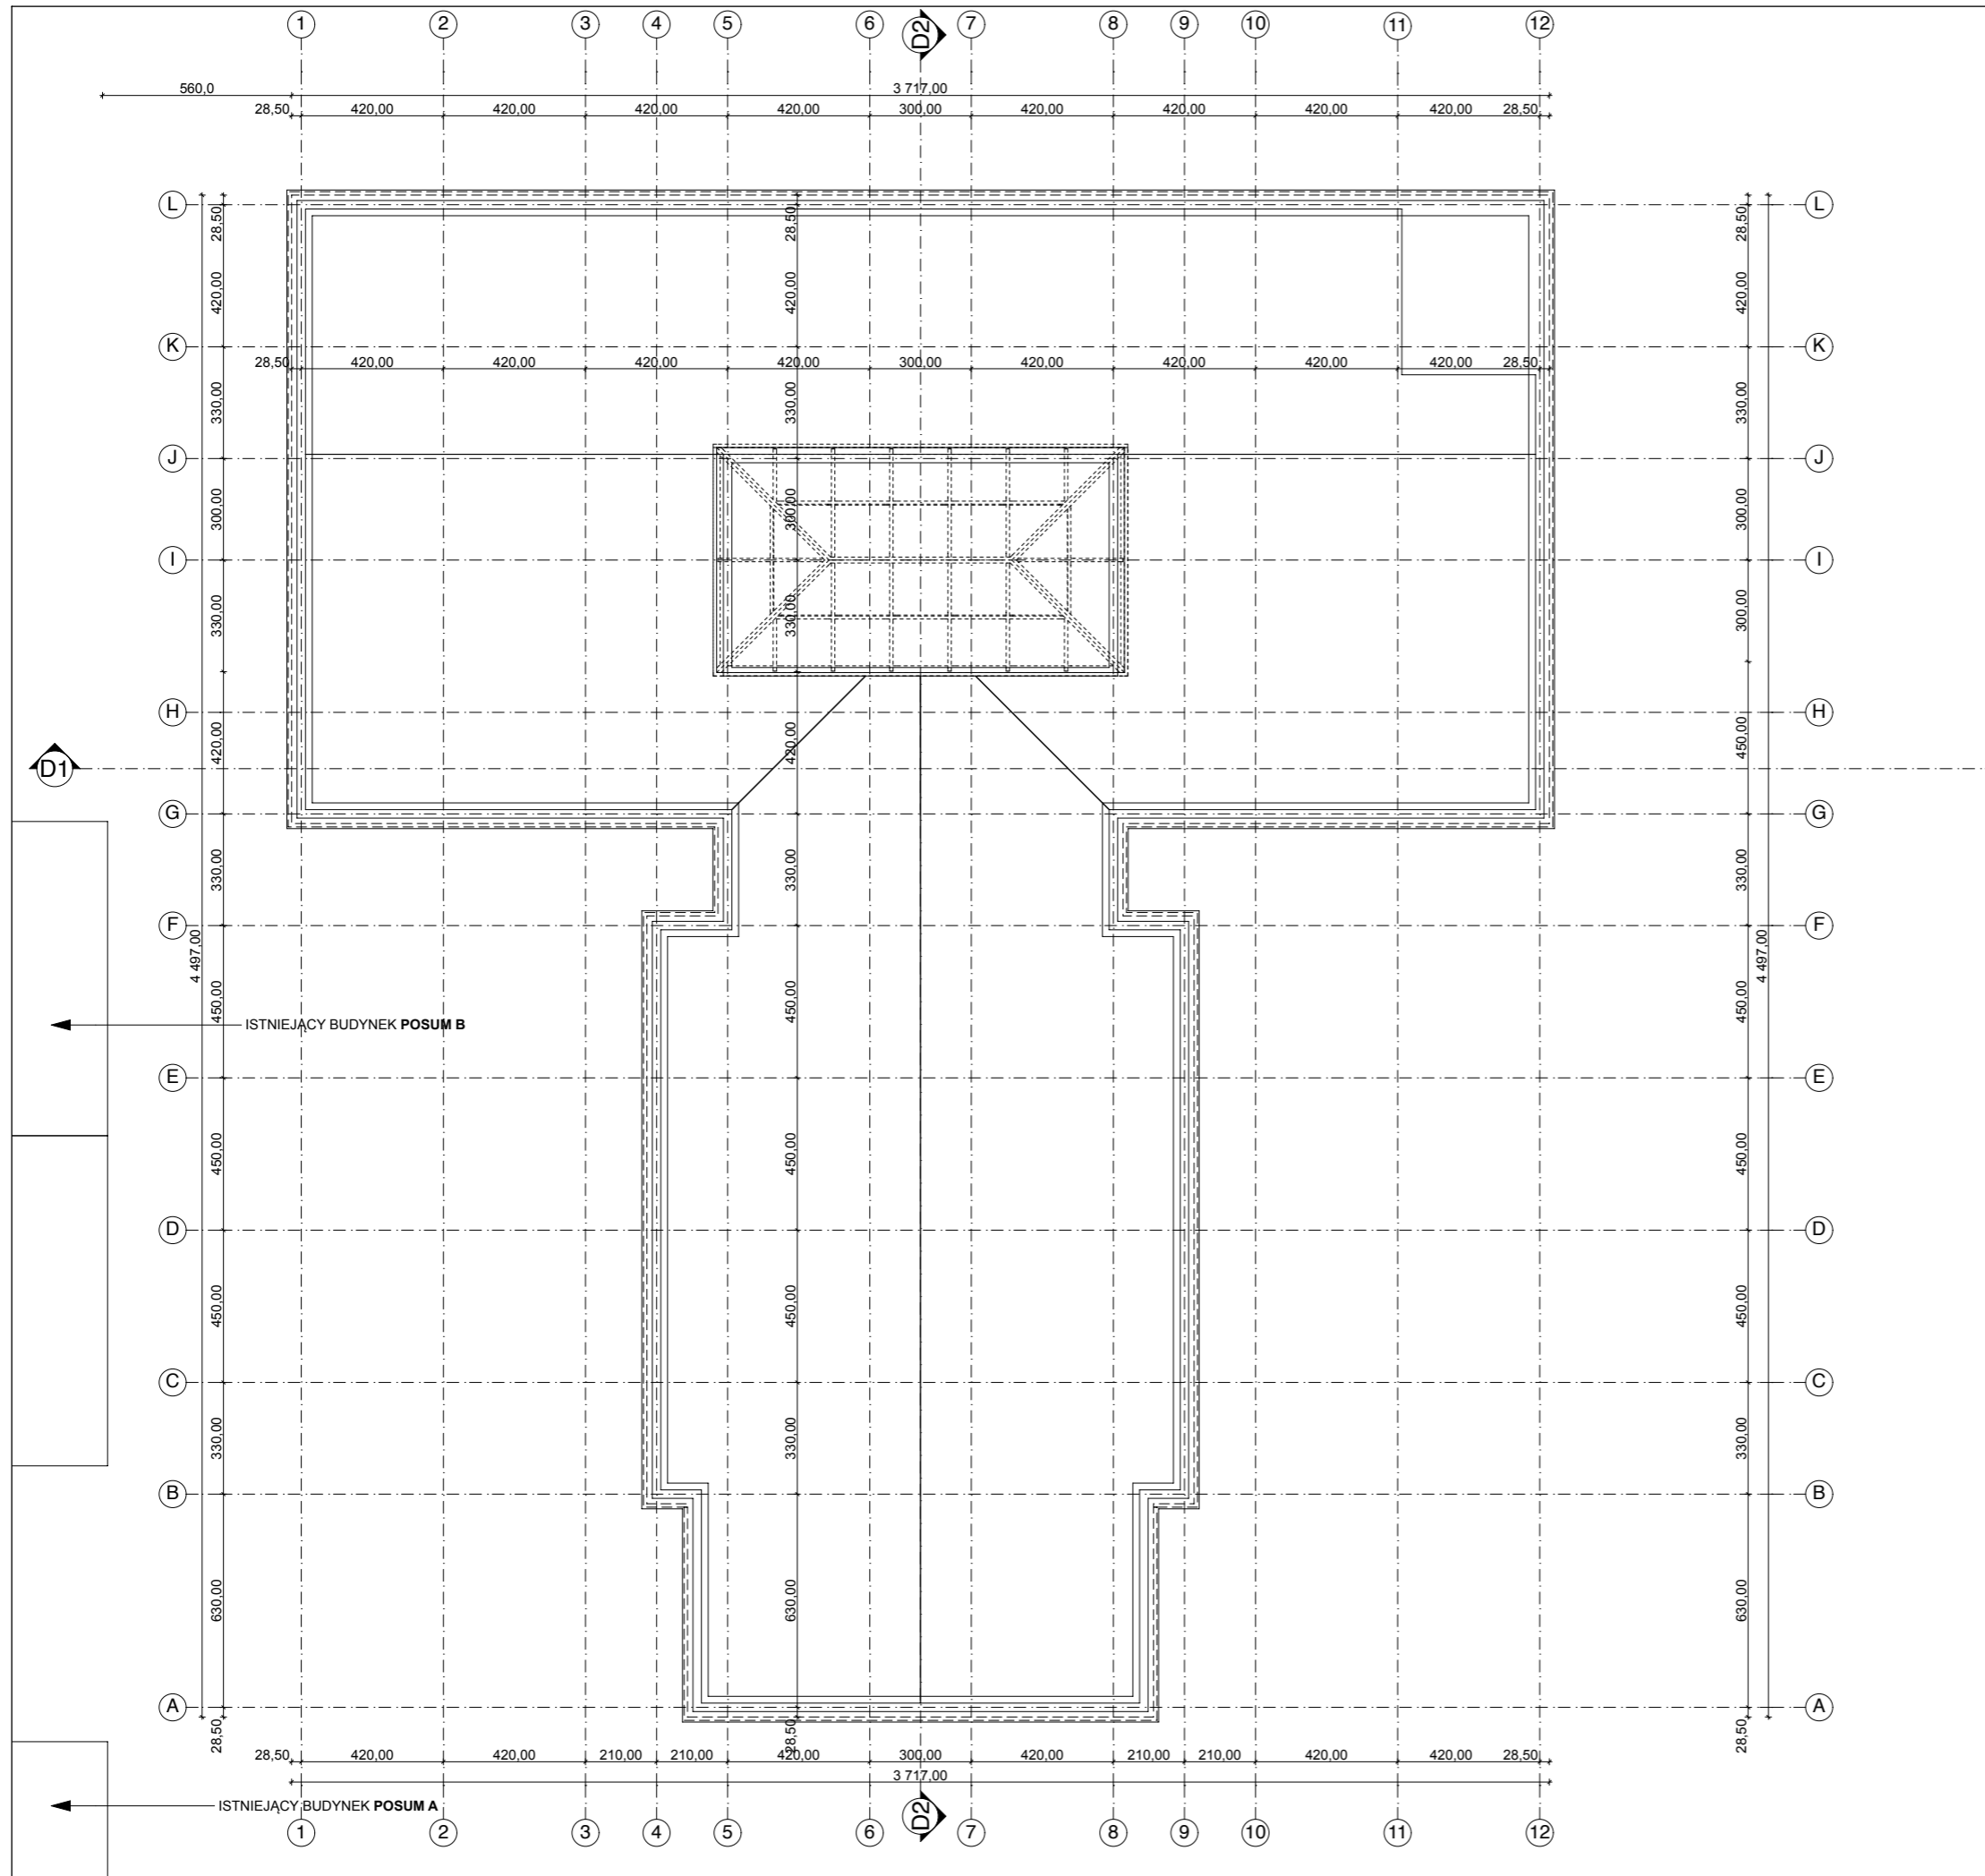 1 2 3 4 5 6 D2 7 8 9 10 11 12
560,0 3 717,00
28,50 420,00 420,00 420,00 420,00 300,00 420,00 420,00 420,00 420,00 28,50
L 28,50 28,50 28,50 L
420,00 420,00 420,00
K K
28,50 420,00 420,00 420,00 420,00 300,00 420,00 420,00 420,00 420,00 28,50
330,00 330,00 330,00
J J
300,00 300,00 300,00
I I
330,00 330,00 300,00
H H
420,00 420,00 450,00
D1
G G
330,00 330,00 330,00
F F
4 497,00 4 497,00
450,00 450,00 450,00
ISTNIEJĄCY BUDYNEK POSUM B
E E
450,00 450,00 450,00
D D
450,00 450,00 450,00
C C
330,00 330,00 330,00
B B
630,00 630,00 630,00
A A
28,50 28,50 28,50
28,50 420,00 420,00 210,00 210,00 420,00 300,00 420,00 210,00 210,00 420,00 420,00 28,50
3 717,00
ISTNIEJĄCY BUDYNEK POSUM A
1 2 3 4 5 6 D2 7 8 9 10 11 12